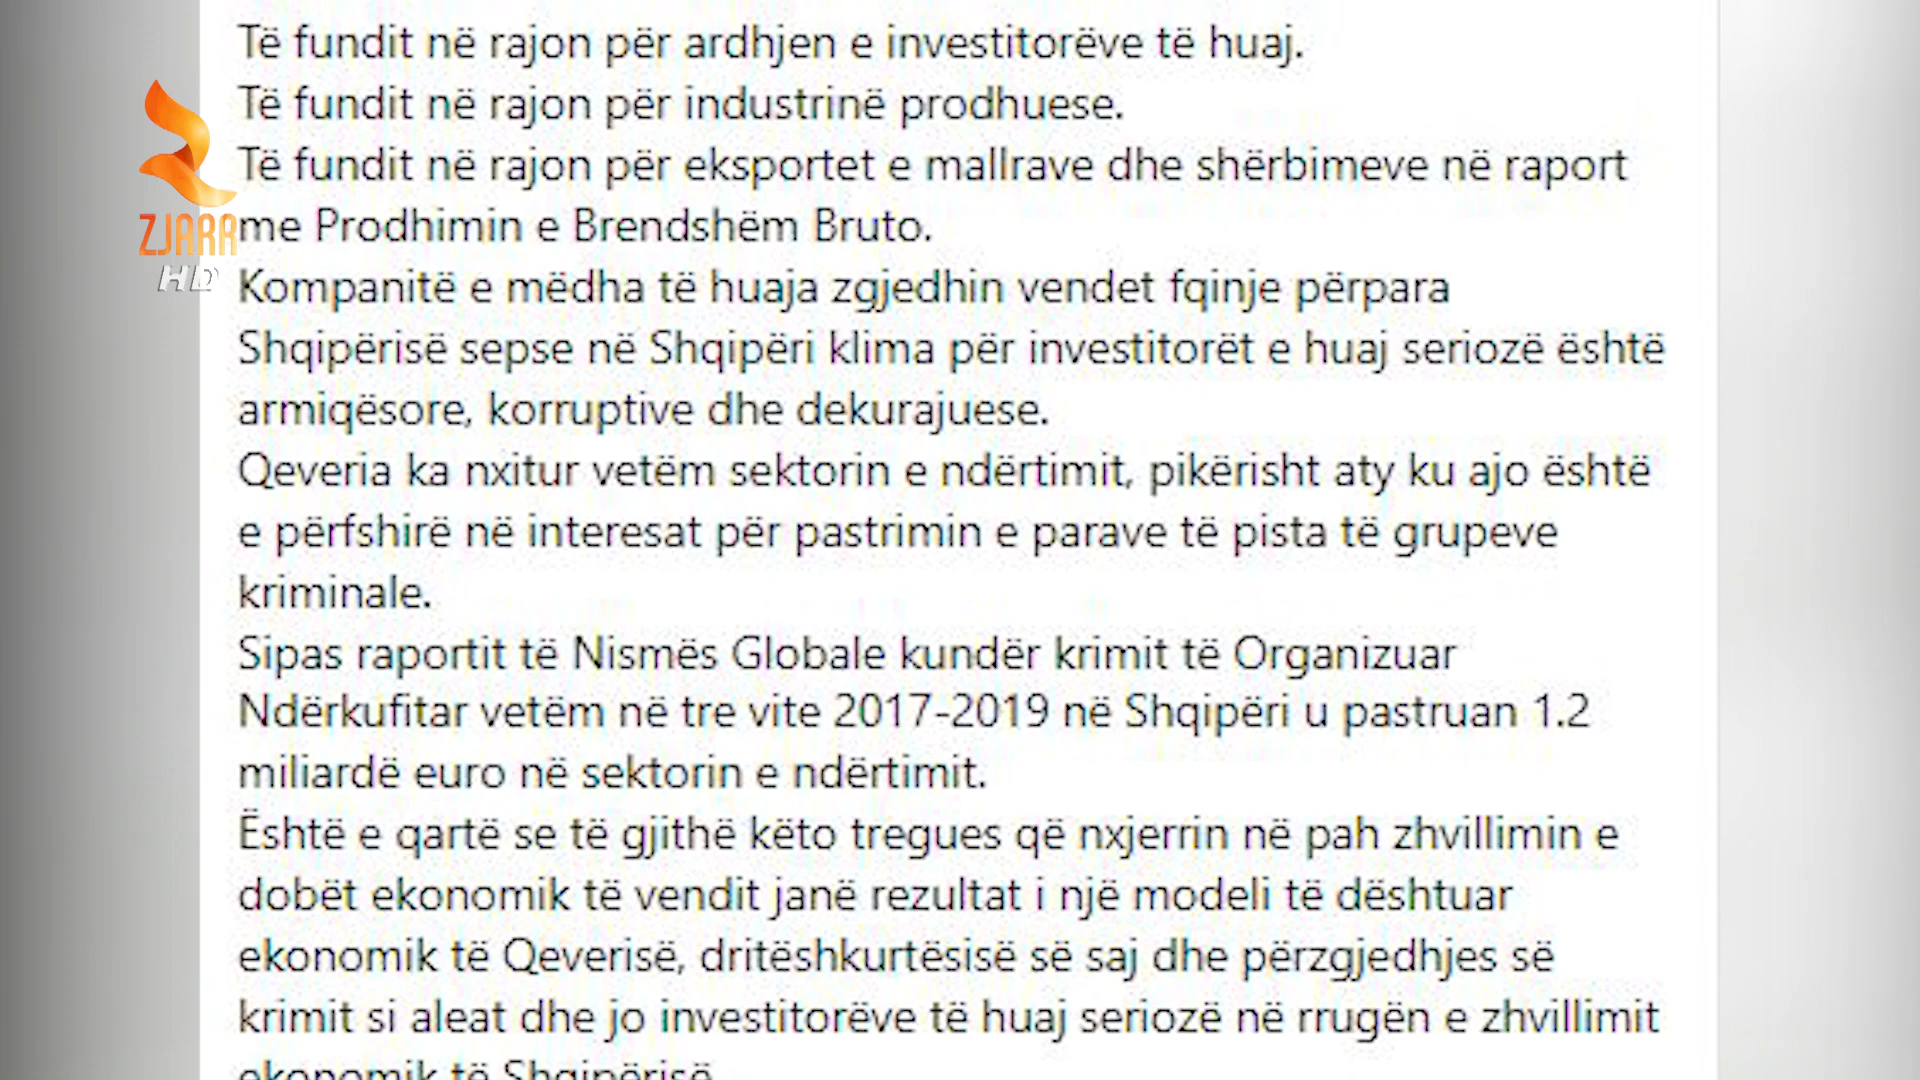 Të fundit në rajon për ardhjen e investitorëve të huaj.
Të fundit në rajon për industrinë prodhuese.
Të fundit në rajon për eksportet e mallrave dhe shërbimeve në raport
me Prodhimin e Brendshëm Bruto.
ZJARR
HD
Kompanitë e mëdha të huaja zgjedhin vendet fqinje përpara
Shqipërisë sepse në Shqipëri klima për investitorët e huaj seriozë është
armiqësore, korruptive dhe dekurajuese.
Qeveria ka nxitur vetëm sektorin e ndërtimit, pikërisht aty ku ajo është
e përfshirë në interesat për pastrimin e parave të pista të grupeve
kriminale.
Sipas raportit të Nismës Globale kundër krimit të Organizuar
Ndërkufitar vetëm në tre vite 2017-2019 në Shqipëri u pastruan 1.2
miliardë euro në sektorin e ndërtimit.
Është e qartë se të gjithë këto tregues që nxjerrin në pah zhvillimin e
dobët ekonomik të vendit janë rezultat i një modeli të dështuar
ekonomik të Qeverisë, dritëshkurtësisë së saj dhe përzgjedhjes së
krimit si aleat dhe jo investitorëve të huaj seriozë në rrugën e zhvillimit
ekonomik të Shqipërisë